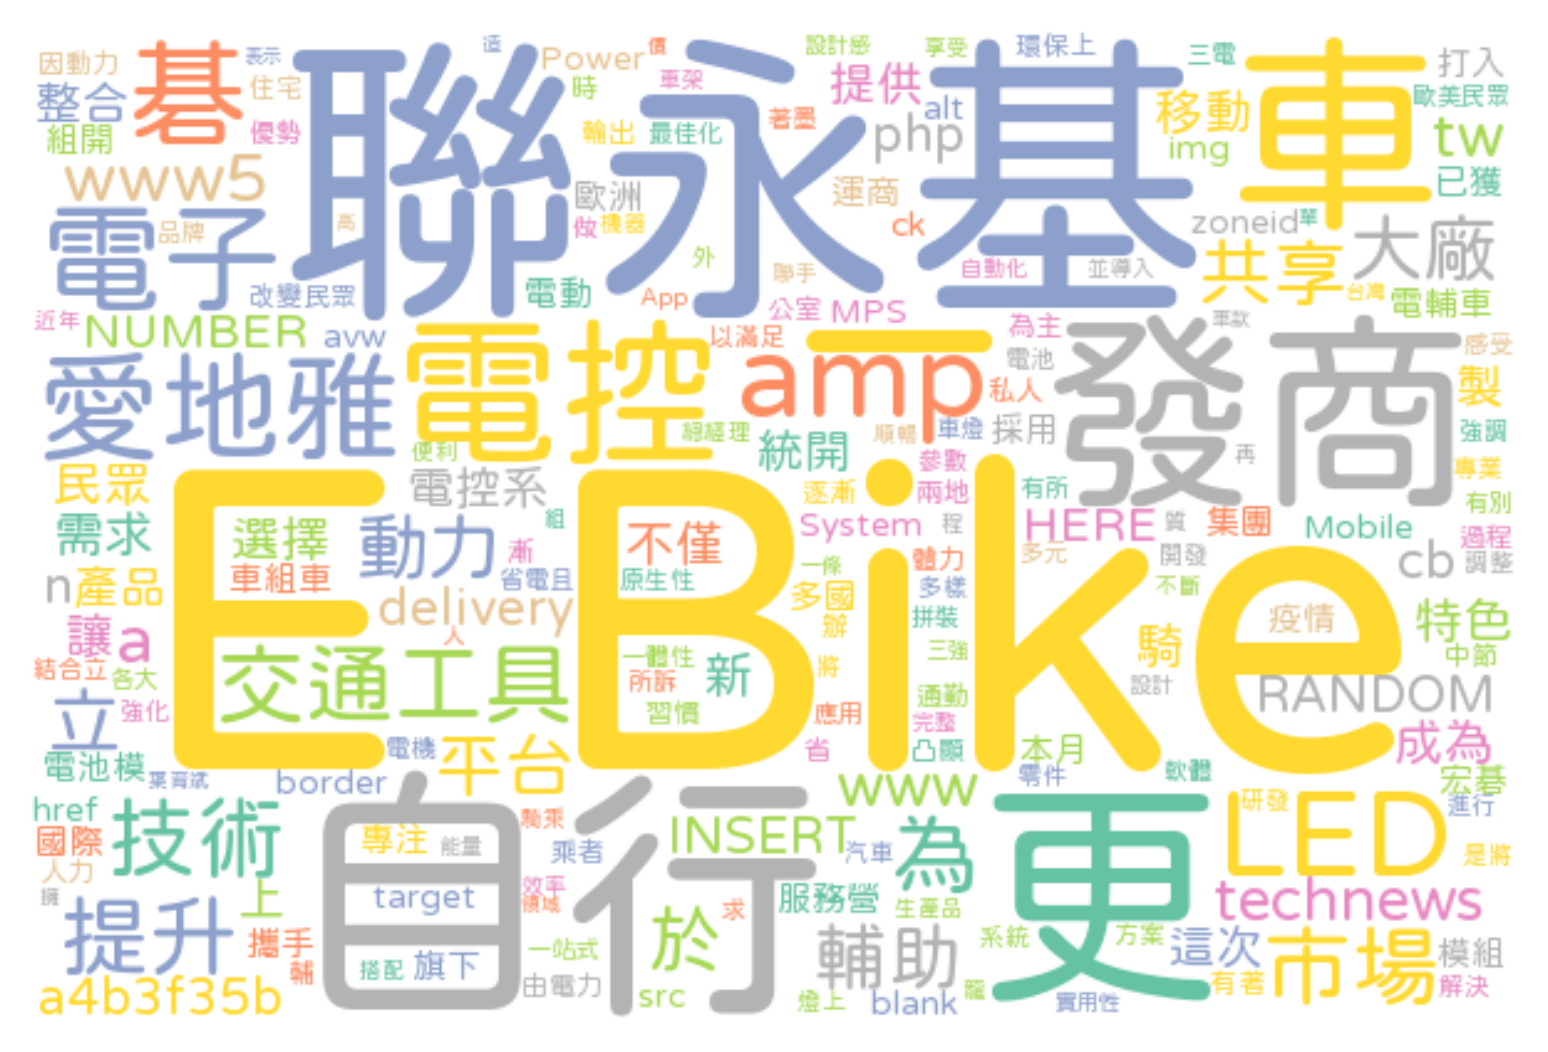 因動力 碁 表示 聯永基 造 Power 價 設計感 享受 環保上 三電 車 打入
整合 住宅 時 車架 提供 alt 移動 歐美民眾
組開 優勢 輸出 最佳化 著墨 php img tw
www5 歐洲 運商 已獲
電子 品牌 高 做 機器 ck zoneid 單 大廠
改變民眾 電動 外 聯手 自動化 並導入 共享 台灣 電輔車
近年 NUMBER avw App 公室 MPS 為主 車款
愛地雅 電控 一 以滿足 amp 電池 發商 感受
私人 製
便利 總經理 統開 順暢 車燈 採用 強調
民眾 電控系 參數 再 專業
E Bike 逐漸 兩地 有所 有別
需求 選擇 動力 組 不僅 System 程 HERE 質 集團 Mobile 過程
漸 體力 多元 開發 cb 調整
n 產品 車組車 省電且 原生性 一條 多樣 不斷
delivery 多國 拼裝 疫情 特色
讓 a 人 辦 騎
交通工具 一體性 新 將 三強 中節
結合立 各大 所訴 通勤 設計 RANDOM
立 強化 習慣 應用 完整
電機 平台 省 凸顯 本月 成為
電池模 葉育斌 border www 零件 軟體 宏碁
href 技術 自行 騎乘 INSERT 為 更 研發 LED 進行
國際 專注 能量 乘者 汽車 是將
人力 target 效率 服務營 technews
擁 上 領域 求 生產品
提升 攜手 於 輔助 系統 方案 這次 市場 模組
輔 搭配 旗下 一站式 有著 解決
a4b3f35b 由電力 src 燈上 blank 龍 實用性